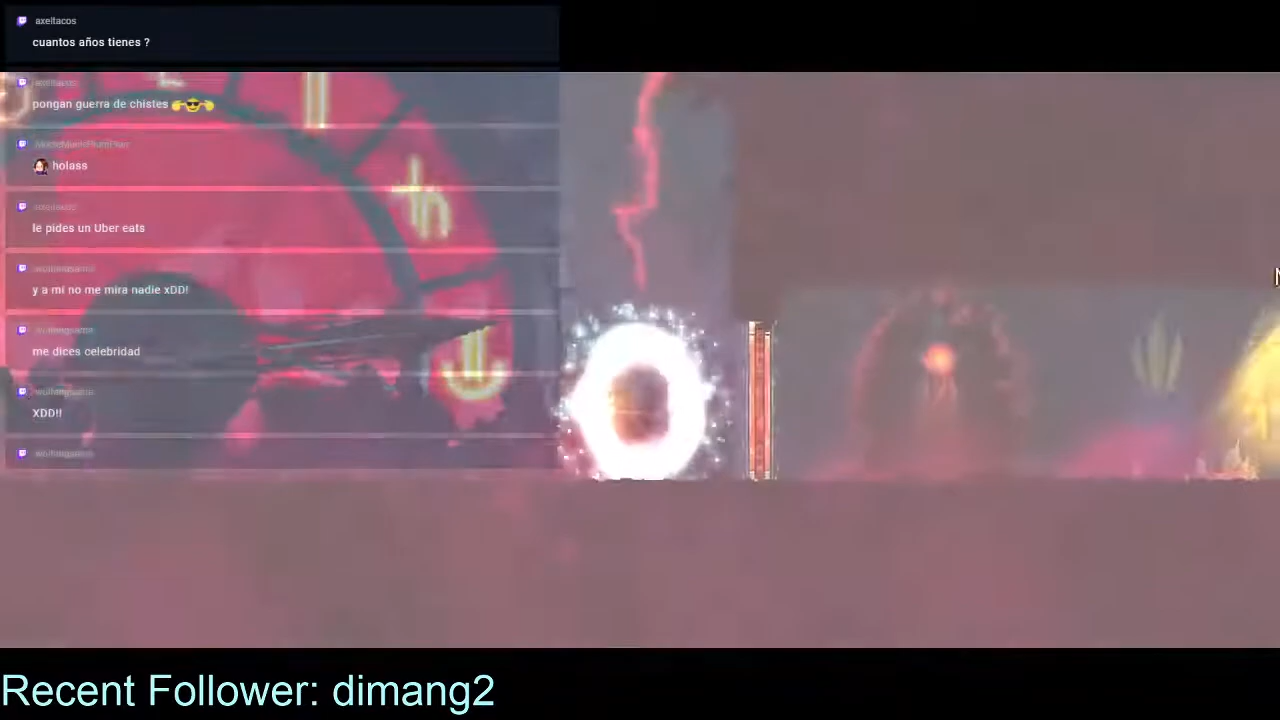 axeltacos
cuantos años tienes ?
axeltacos
pongan guerra de chistes
holass
le pides un Uber eats
y a mi no me mira nadie xDD!
me dices celebridad
XDD!!
Recent Follower: dimang2